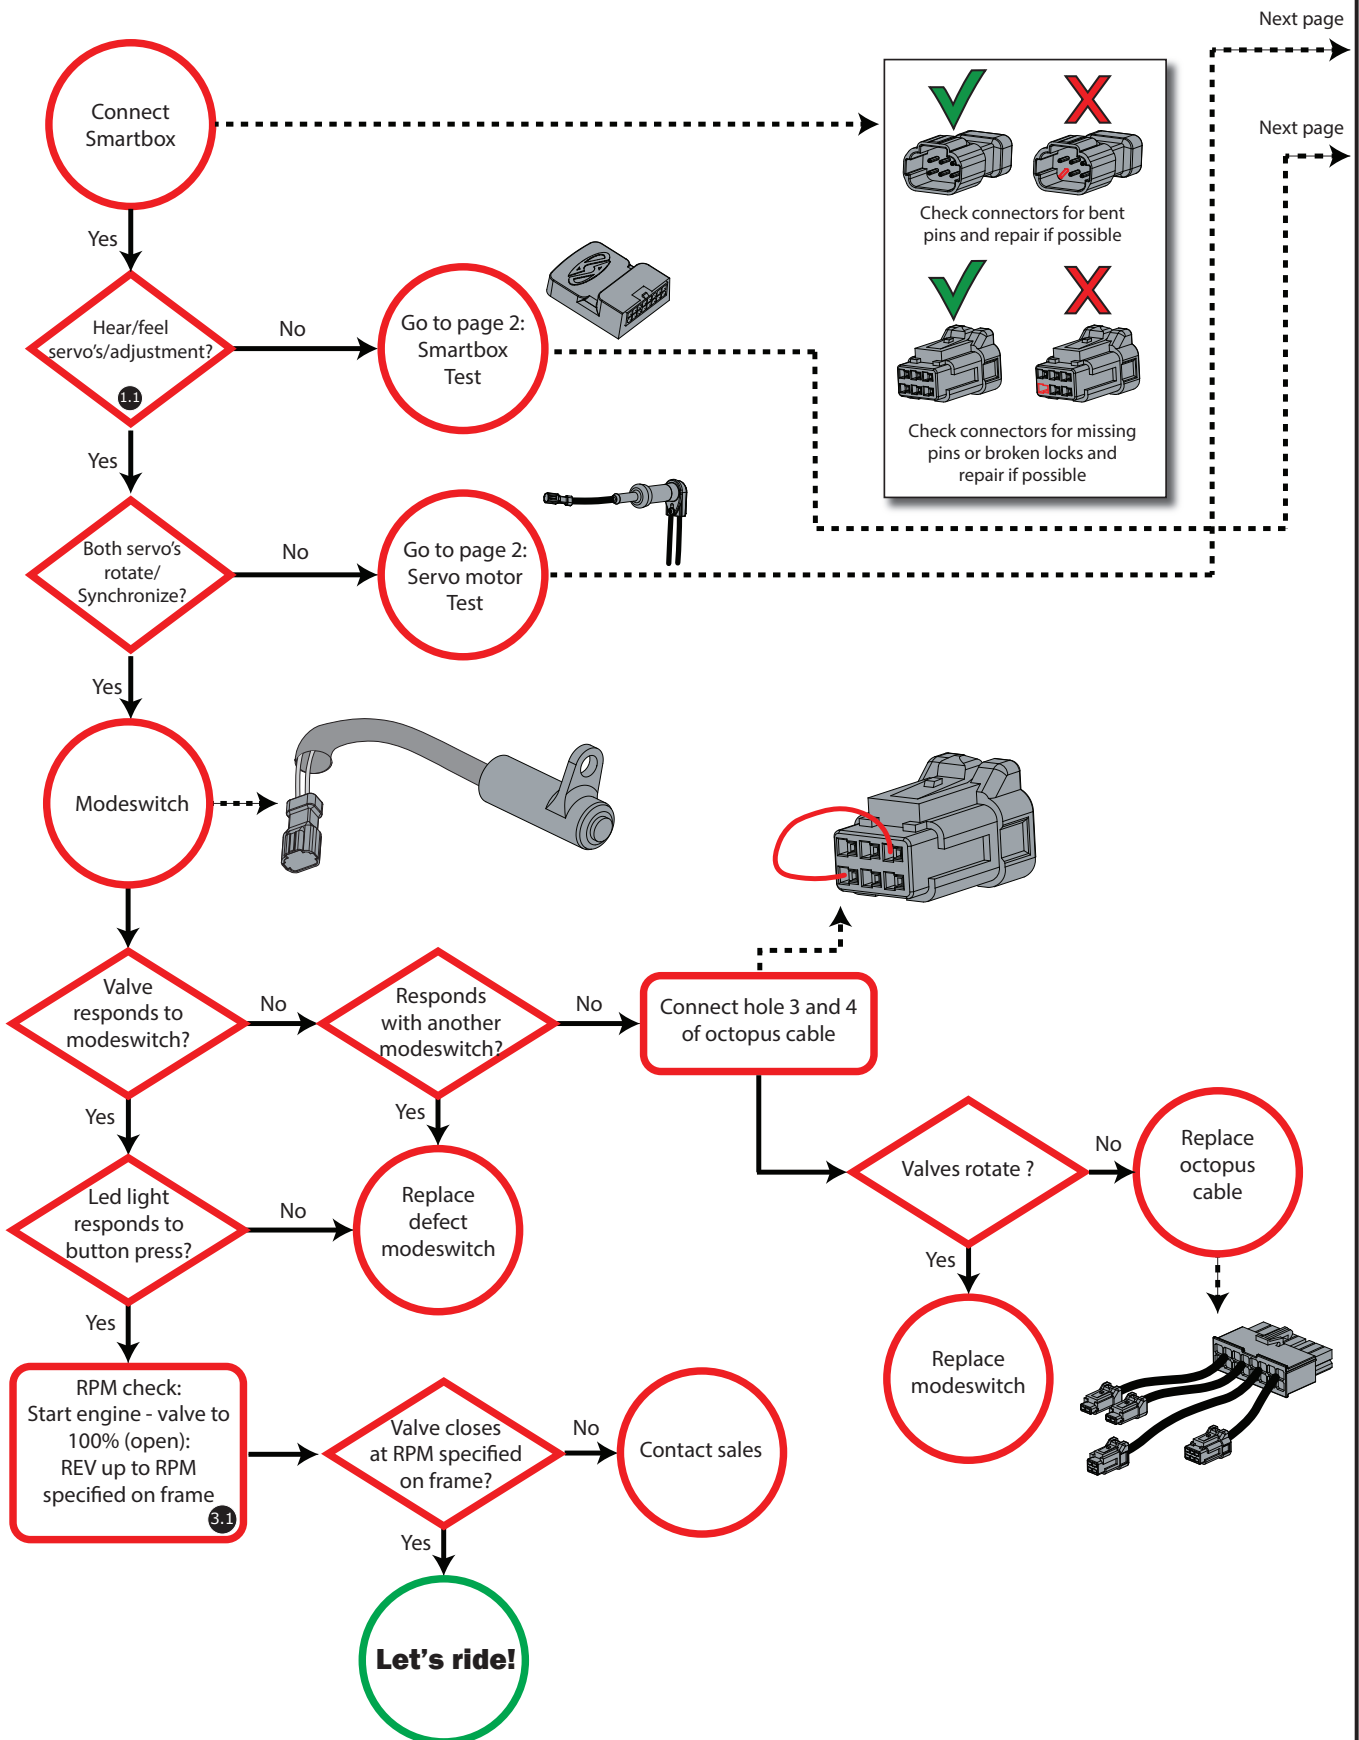 Next page
Connect
Smartbox
Next page
Check connectors for bent
pins and repair if possible
Yes
Hear/feel
servo's/adjustment?
1.1
No
Go to page 2:
Smartbox
Test
Check connectors for missing
pins or broken locks and
repair if possible
Yes
Both servo's
rotate/
Synchronize?
No
Go to page 2:
Servo motor
Test
Yes
Modeswitch
Valve
responds to
modeswitch?
No
Responds
with another
modeswitch?
No
Connect hole 3 and 4
of octopus cable
Yes
Yes
Valves rotate ?
No
Replace
octopus
cable
Led light
responds to
button press?
No
Replace
defect
modeswitch
Yes
Replace
modeswitch
Yes
RPM check:
Start engine - valve to
100% (open):
REV up to RPM
specified on frame
3.1
Valve closes
at RPM specified
on frame?
No
Contact sales
Yes
Let's ride!